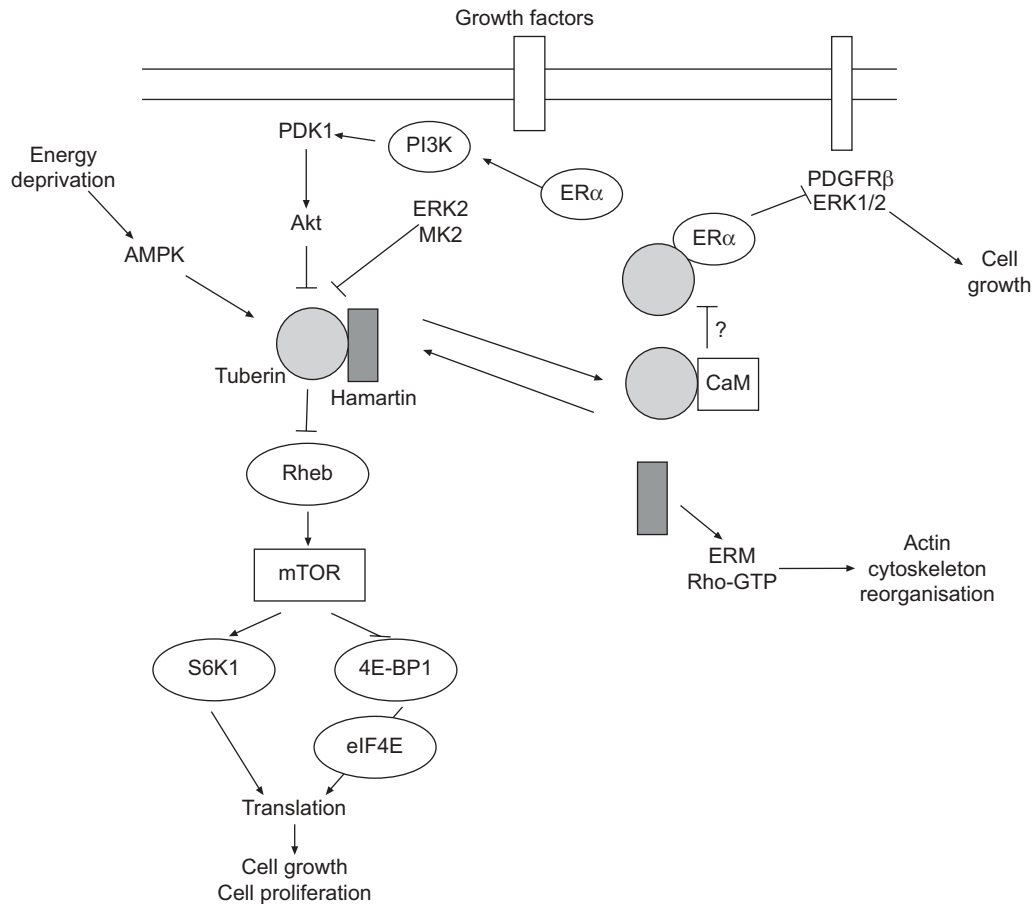 Growth factors
PDK1
PI3K
ERα
Energy
deprivation
Akt
ERK2
MK2
AMPK
PDGFRβ
ERK1/2
ERα
Cell
growth
?
CaM
Tuberin
Hamartin
Rheb
mTOR
ERM
Rho-GTP
Actin
cytoskeleton
reorganisation
S6K1
4E-BP1
eIF4E
Translation
Cell growth
Cell proliferation